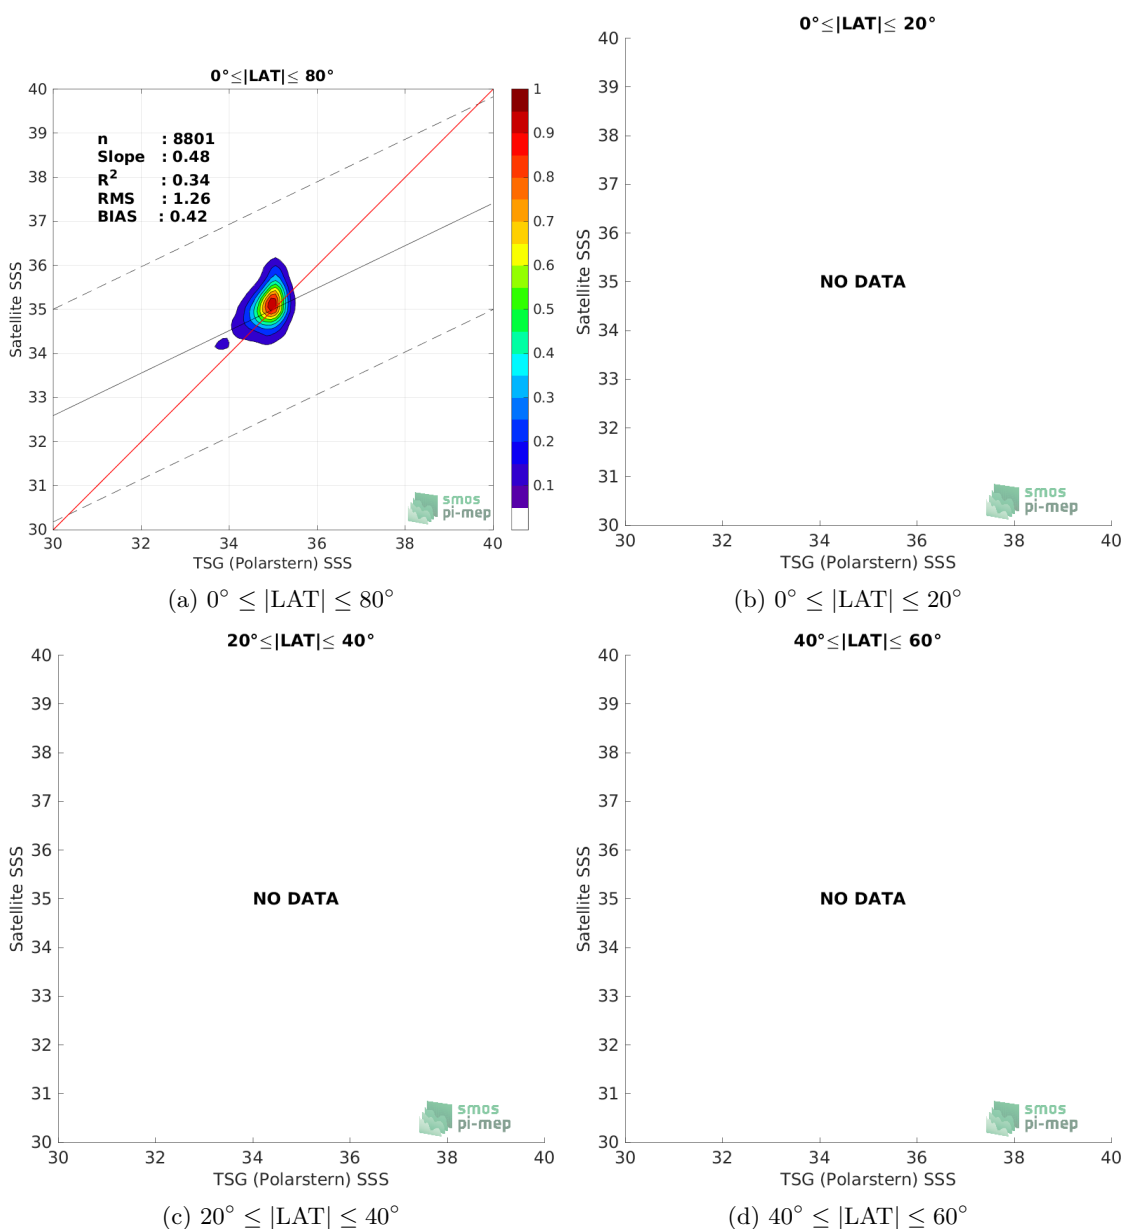 0°≤|LAT|≤ 80°
40
39
38
37
36
35
34
33
32
31
30
30
32
34
36
38
40
Satellite SSS
TSG (Polarstern) SSS
n : 8801
Slope : 0.48
R2 : 0.34
RMS : 1.26
BIAS : 0.42
1
0.9
0.8
0.7
0.6
0.5
0.4
0.3
0.2
0.1
smos
pi-mep
(a) 0° ≤ |LAT| ≤ 80°
0°≤|LAT|≤ 20°
40
39
38
37
36
35
34
33
32
31
30
30
32
34
36
38
40
Satellite SSS
TSG (Polarstern) SSS
NO DATA
smos
pi-mep
(b) 0° ≤ |LAT| ≤ 20°
20°≤|LAT|≤ 40°
40
39
38
37
36
35
34
33
32
31
30
30
32
34
36
38
40
Satellite SSS
TSG (Polarstern) SSS
NO DATA
smos
pi-mep
(c) 20° ≤ |LAT| ≤ 40°
40°≤|LAT|≤ 60°
40
39
38
37
36
35
34
33
32
31
30
30
32
34
36
38
40
Satellite SSS
TSG (Polarstern) SSS
NO DATA
smos
pi-mep
(d) 40° ≤ |LAT| ≤ 60°